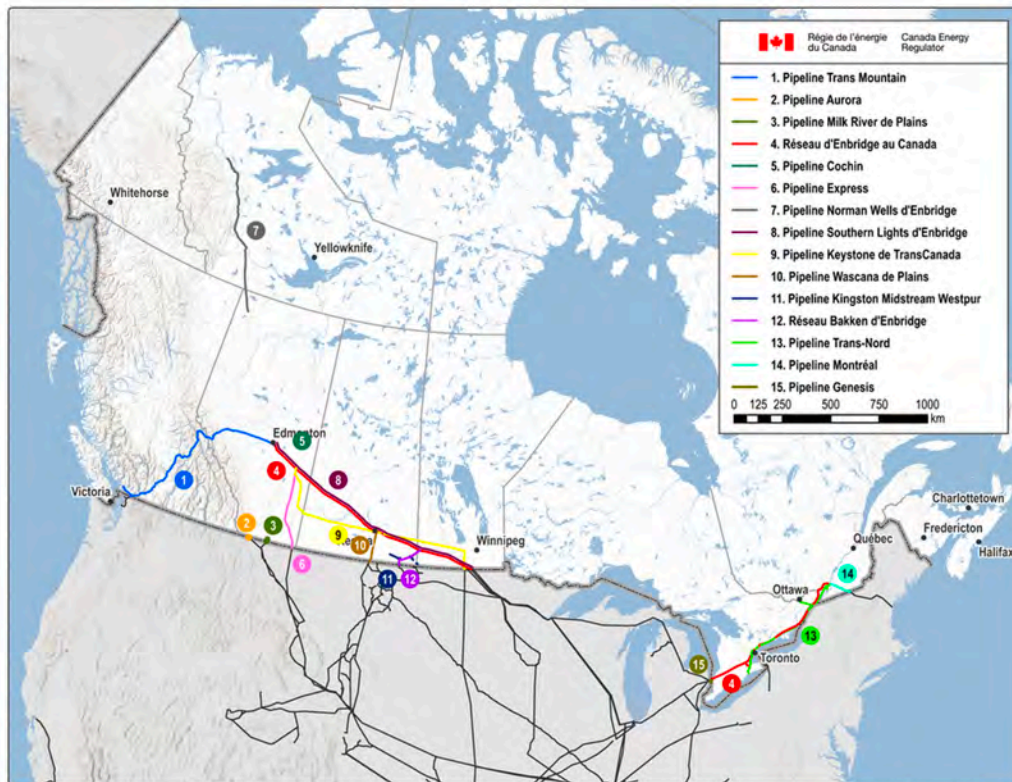 Régie de l'énergie
du Canada
Canada Energy
Regulator
1. Pipeline Trans Mountain
2. Pipeline Aurora
3. Pipeline Milk River de Plains
4. Réseau d'Enbridge au Canada
5. Pipeline Cochin
6. Pipeline Express
7. Pipeline Norman Wells d'Enbridge
8. Pipeline Southern Lights d'Enbridge
9. Pipeline Keystone de TransCanada
10. Pipeline Wascana de Plains
11. Pipeline Kingston Midstream Westpur
12. Réseau Bakken d'Enbridge
13. Pipeline Trans-Nord
14. Pipeline Montréal
15. Pipeline Genesis
0 125 250 500 750 1000
km
Whitehorse
7
Yellowknife
Edmonton
5
4
8
1
Victoria
Charlottetown
2
3
9
10
Winnipeg
Québec
Fredericton
Halifax
6
11
12
14
Ottawa
13
15
Toronto
4